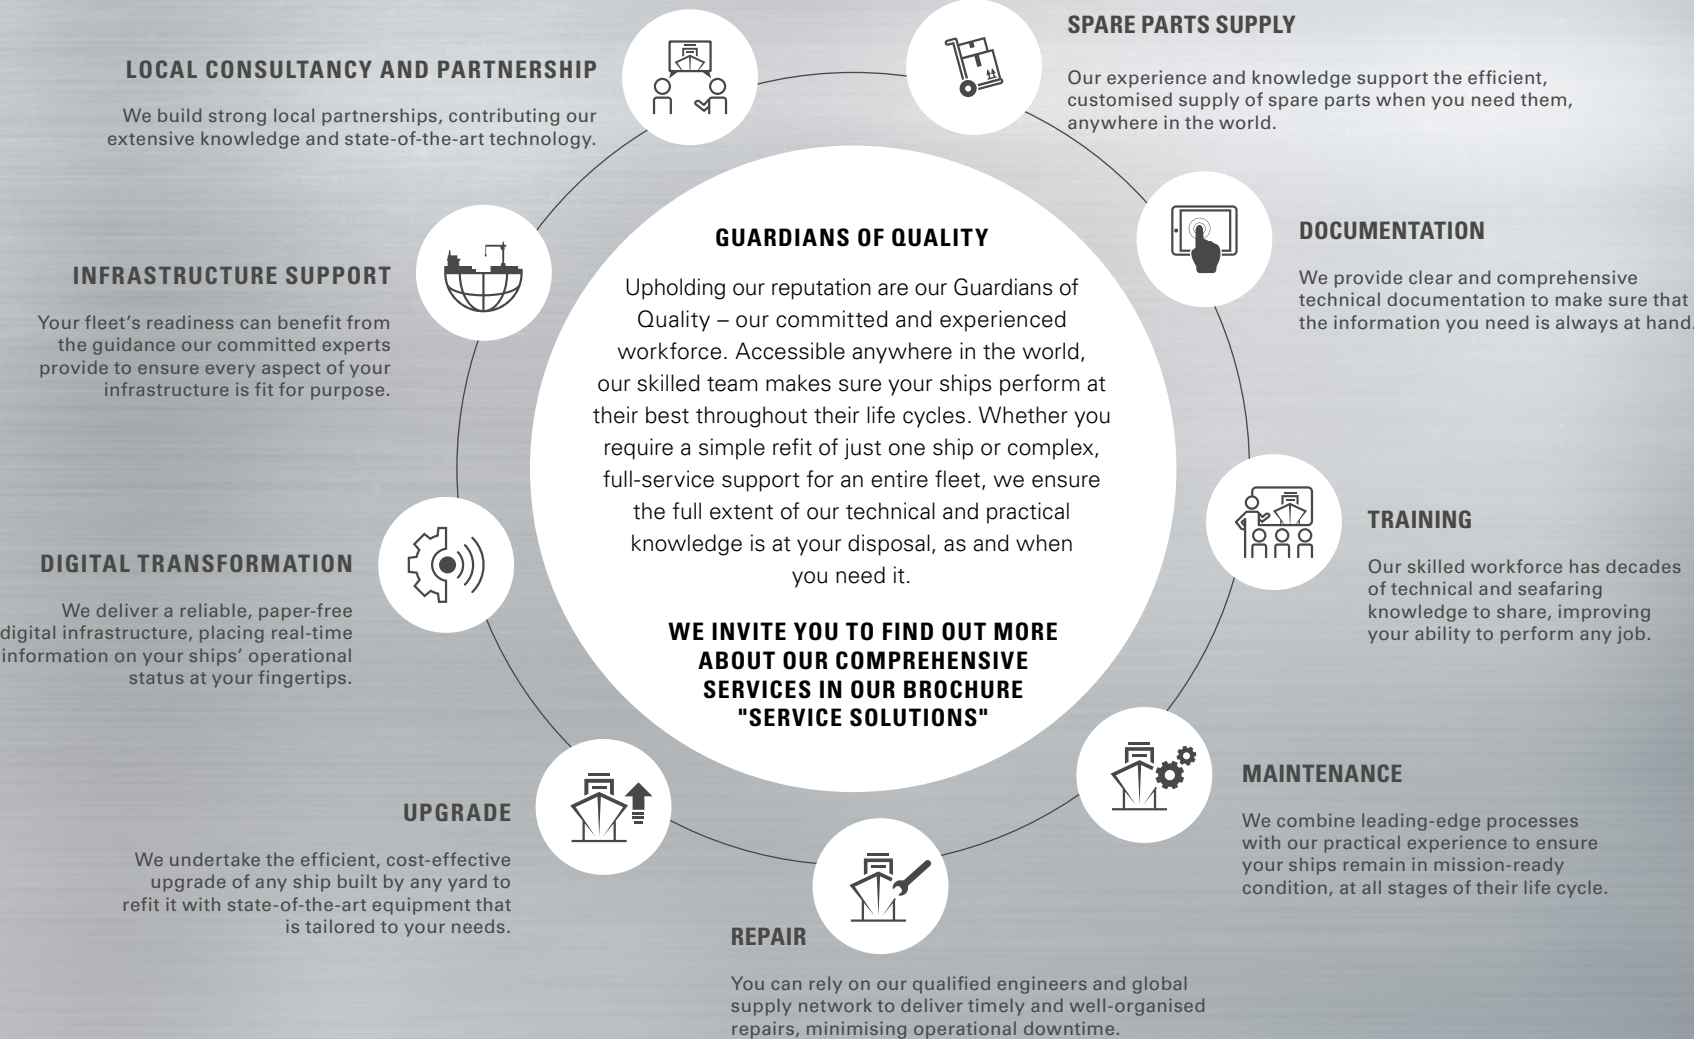 SPARE PARTS SUPPLY
Our experience and knowledge support the efficient,
customised supply of spare parts when you need them,
anywhere in the world.
LOCAL CONSULTANCY AND PARTNERSHIP
We build strong local partnerships, contributing our
extensive knowledge and state-of-the-art technology.
DOCUMENTATION
We provide clear and comprehensive
technical documentation to make sure that
the information you need is always at hand.
INFRASTRUCTURE SUPPORT
Your fleet’s readiness can benefit from
the guidance our committed experts
provide to ensure every aspect of your
infrastructure is fit for purpose.
GUARDIANS OF QUALITY
Upholding our reputation are our Guardians of
Quality – our committed and experienced
workforce. Accessible anywhere in the world,
our skilled team makes sure your ships perform at
their best throughout their life cycles. Whether you
require a simple refit of just one ship or complex,
full-service support for an entire fleet, we ensure
the full extent of our technical and practical
knowledge is at your disposal, as and when
you need it.
WE INVITE YOU TO FIND OUT MORE
ABOUT OUR COMPREHENSIVE
SERVICES IN OUR BROCHURE
"SERVICE SOLUTIONS"
TRAINING
Our skilled workforce has decades
of technical and seafaring
knowledge to share, improving
your ability to perform any job.
DIGITAL TRANSFORMATION
We deliver a reliable, paper-free
digital infrastructure, placing real-time
information on your ships’ operational
status at your fingertips.
MAINTENANCE
We combine leading-edge processes
with our practical experience to ensure
your ships remain in mission-ready
condition, at all stages of their life cycle.
UPGRADE
We undertake the efficient, cost-effective
upgrade of any ship built by any yard to
refit it with state-of-the-art equipment that
is tailored to your needs.
REPAIR
You can rely on our qualified engineers and global
supply network to deliver timely and well-organised
repairs, minimising operational downtime.